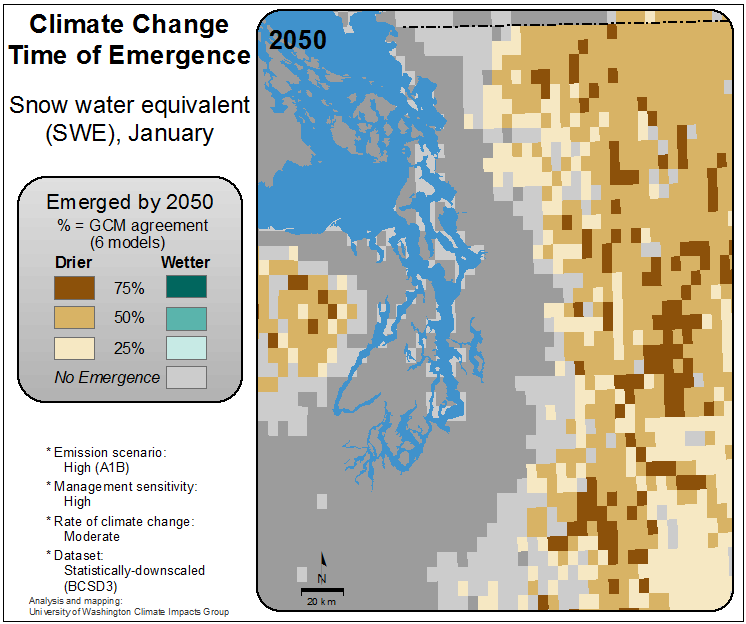 Climate Change
Time of Emergence
Snow water equivalent
(SWE), January
Emerged by 2050
% = GCM agreement
(6 models)
Drier Wetter
75%
50%
25%
No Emergence
* Emission scenario:
High (A1B)
* Management sensitivity:
High
* Rate of climate change:
Moderate
* Dataset:
Statistically-downscaled
(BCSD3)
Analysis and mapping:
University of Washington Climate Impacts Group
2050
N
20 km